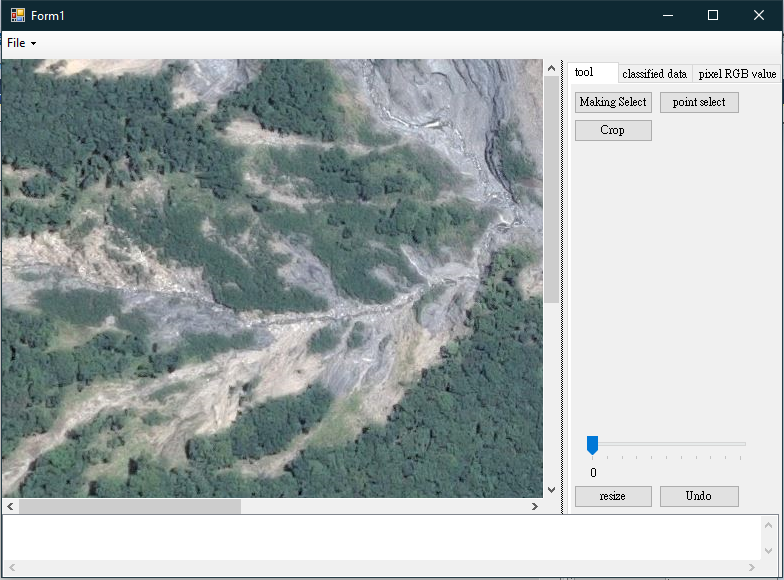 Form1
File
tool classified data pixel RGB value
Making Select point select
Crop
0
resize Undo